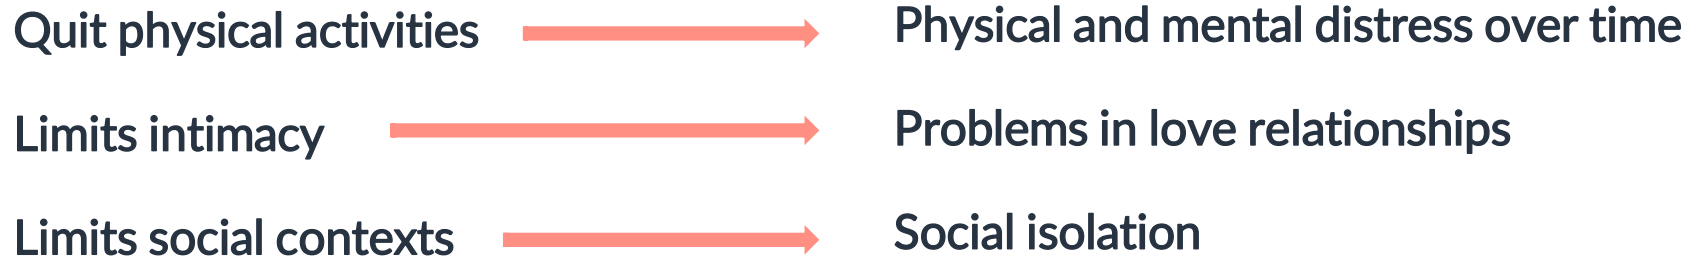 Quit physical activities Physical and mental distress over time
Limits intimacy Problems in love relationships
Limits social contexts Social isolation